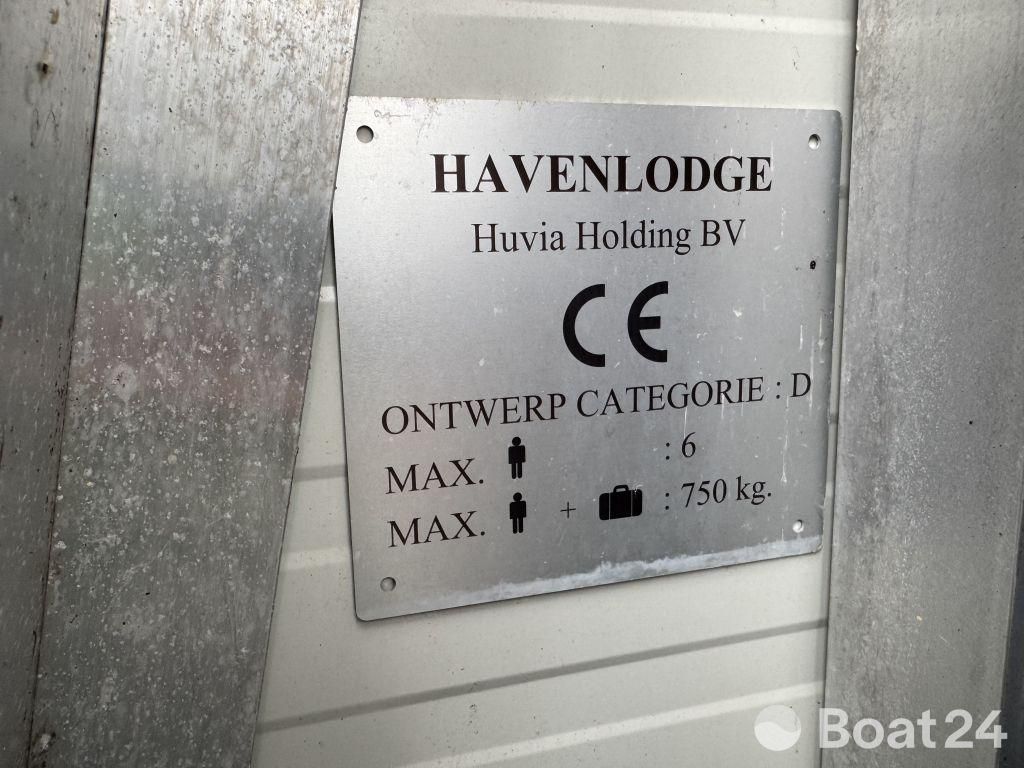 HAVENLODGE
Huvia Holding BV
CE
ONTWERP CATEGORIE : D
MAX. : 6
MAX. + : 750 kg.
Boat24